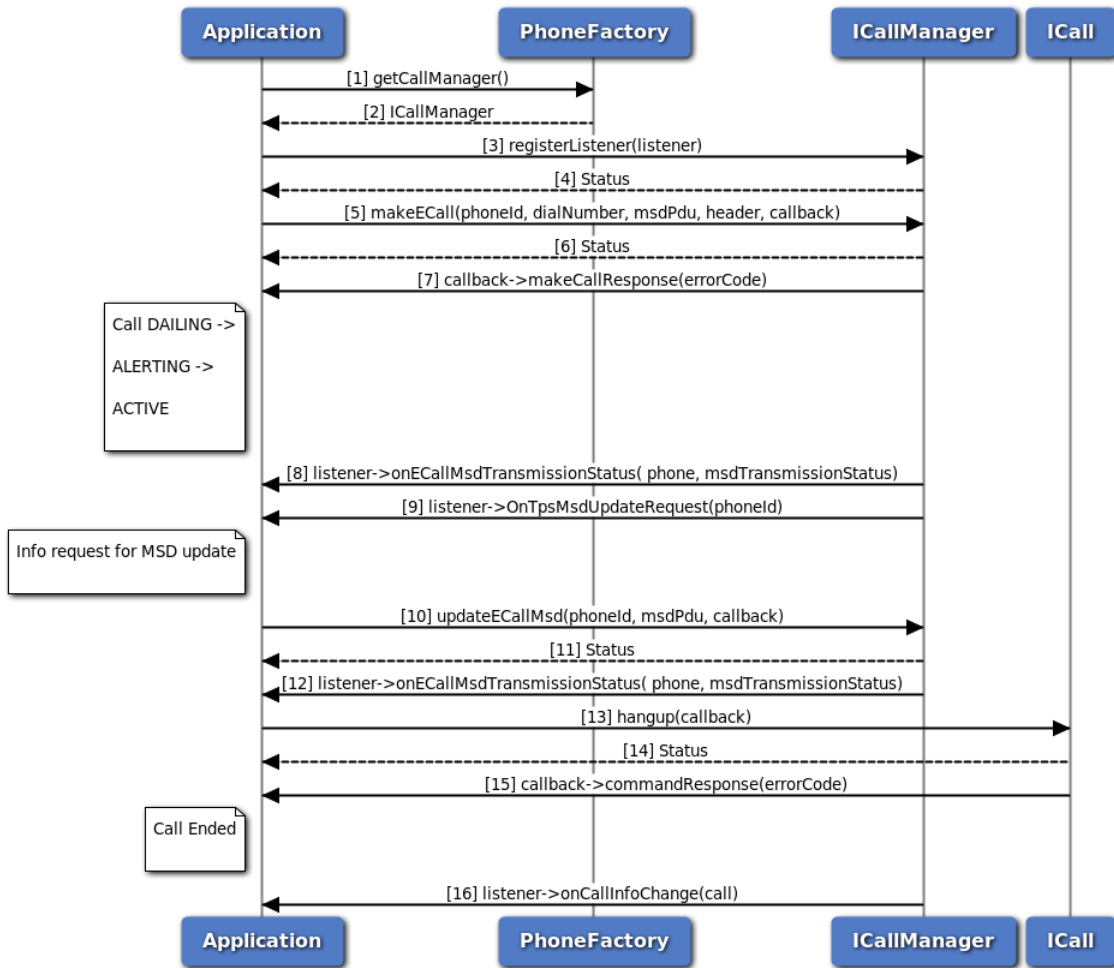 Application
PhoneFactory
ICallManager
ICall
[1] getCallManager()
[2] ICallManager
[3] registerListener(listener)
[4] Status
[5] makeECall(phoneId, dialNumber, msdPdu, header, callback)
[6] Status
[7] callback->makeCallResponse(errorCode)
Call DAILING ->
ALERTING ->
ACTIVE
[8] listener->onECallMsdTransmissionStatus( phone, msdTransmissionStatus)
[9] listener->OnTpsMsdUpdateRequest(phoneId)
Info request for MSD update
[10] updateECallMsd(phoneId, msdPdu, callback)
[11] Status
[12] listener->onECallMsdTransmissionStatus( phone, msdTransmissionStatus)
[13] hangup(callback)
[14] Status
[15] callback->commandResponse(errorCode)
Call Ended
[16] listener->onCallInfoChange(call)
Application
PhoneFactory
ICallManager
ICall